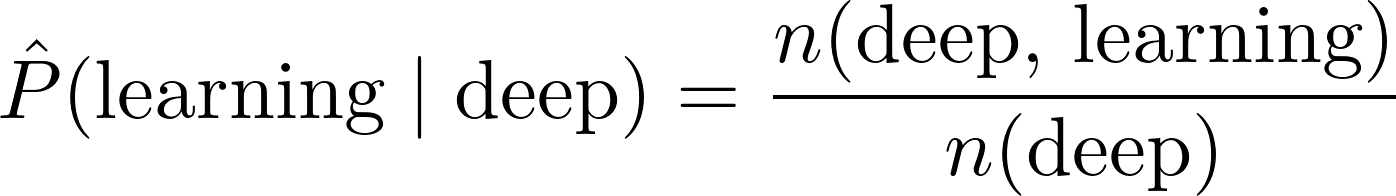 P̂(learning | deep) = n(deep, learning) / n(deep)